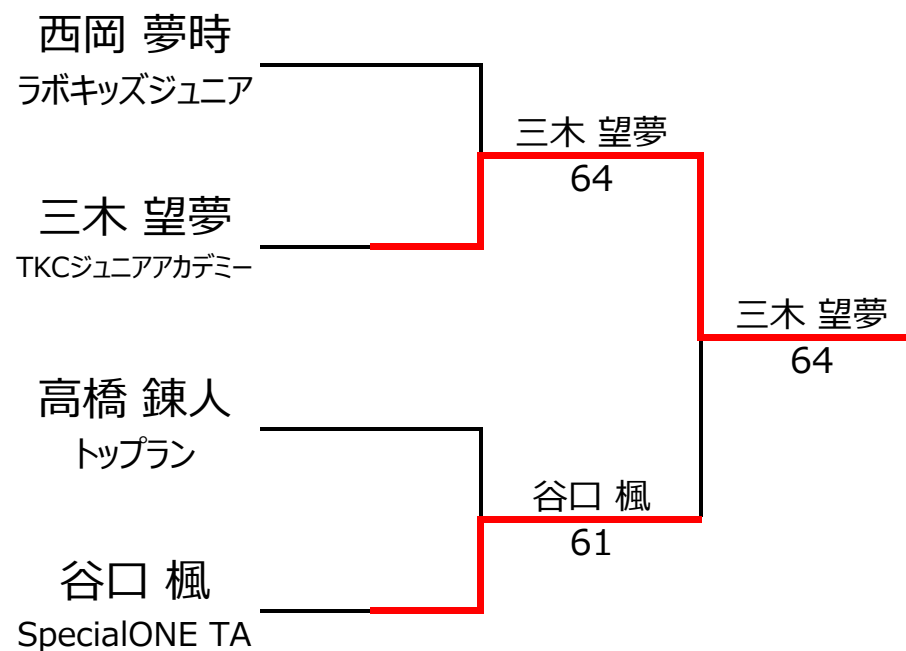 西岡 夢時
ラボキッズジュニア
三木 望夢
64
三木 望夢
TKCジュニアアカデミー
三木 望夢
64
高橋 錬人
トップラン
谷口 楓
61
谷口 楓
SpecialONE TA